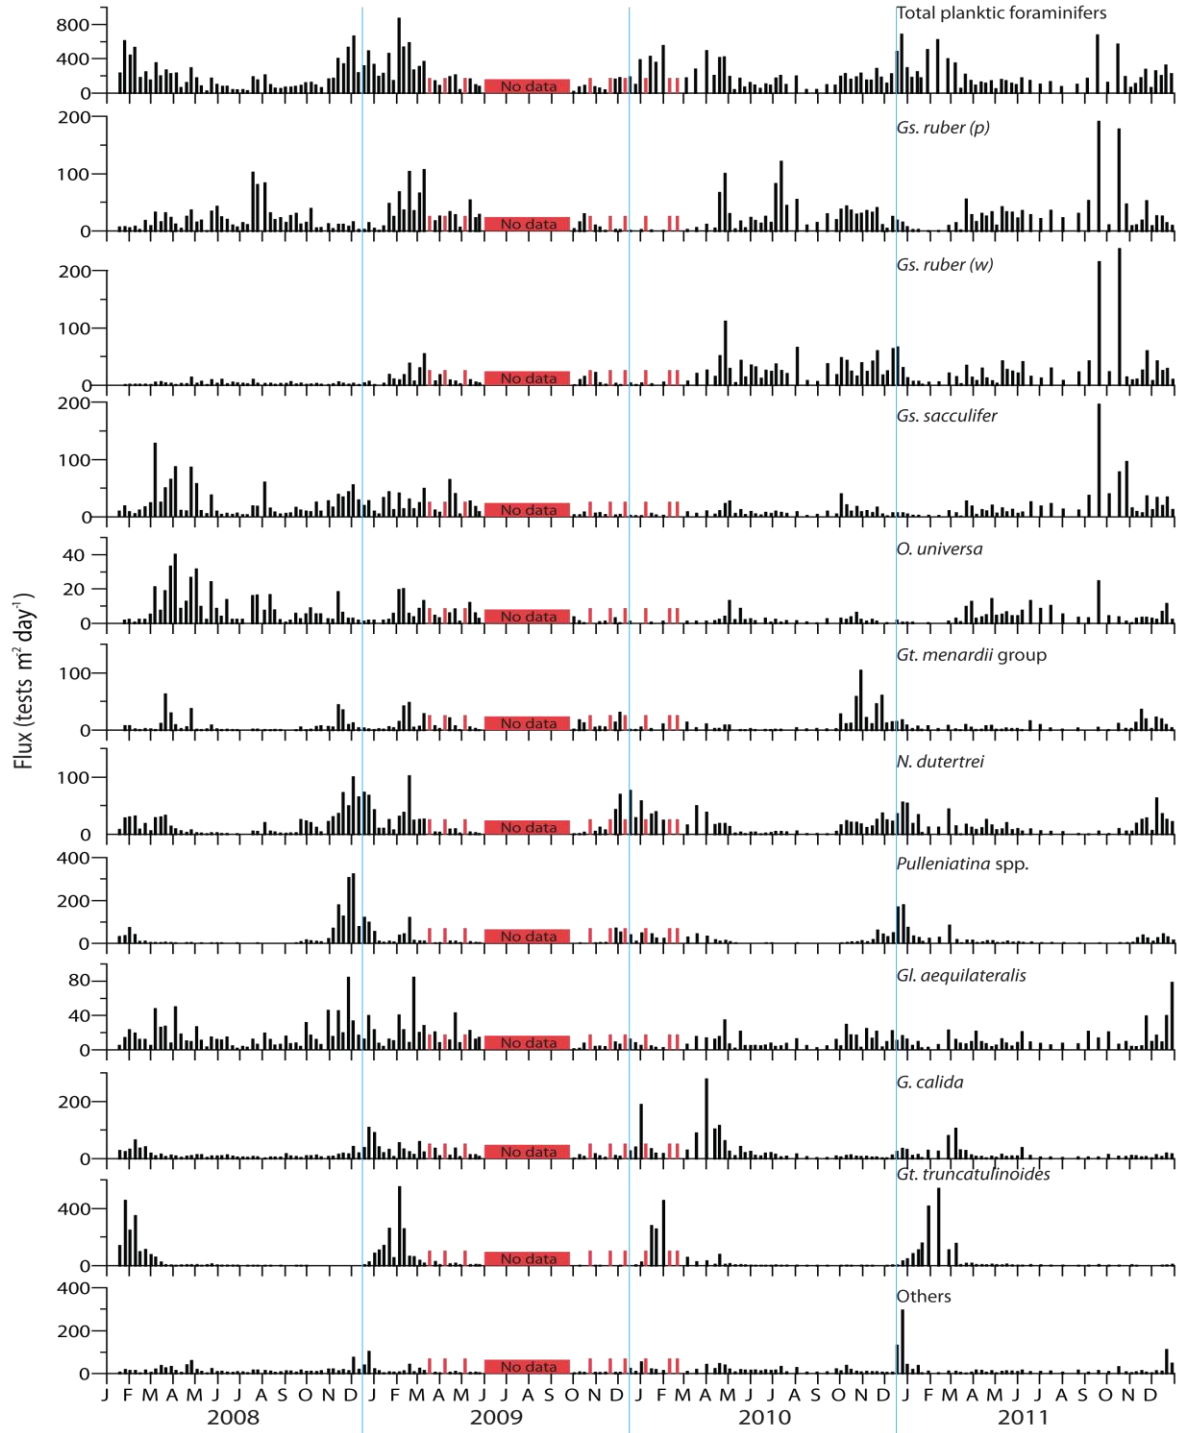 Flux (tests m⁻² day⁻¹)
Total planktic foraminifers
800
400
0
No data
Gs. ruber (p)
200
100
0
No data
Gs. ruber (w)
200
100
0
No data
Gs. sacculifer
200
100
0
No data
O. universa
40
20
0
No data
Gt. menardii group
100
0
No data
N. dutertrei
100
0
No data
Pulleniatina spp.
400
200
0
No data
Gl. aequilateralis
80
40
0
No data
G. calida
200
0
No data
Gt. truncatulinoides
400
0
No data
Others
400
200
0
No data
J F M A M J J A S O N D J F M A M J J A S O N D J F M A M J J A S O N D J F M A M J J A S O N D
2008 2009 2010 2011